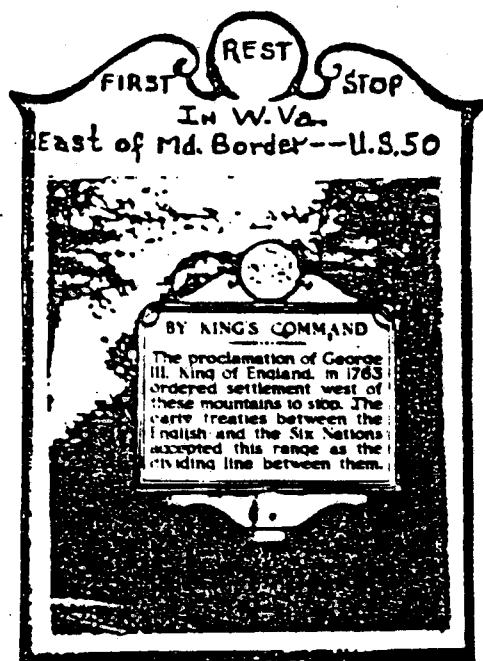 FIRST REST STOP
IN W. Va.
East of Md. Border--U.S.50
BY KING'S COMMAND
The proclamation of George
III, King of England, in 1763
ordered settlement west of
these mountains to stop. The
early treaties between the
English and the Six Nations
accepted this range as the
dividing line between them.